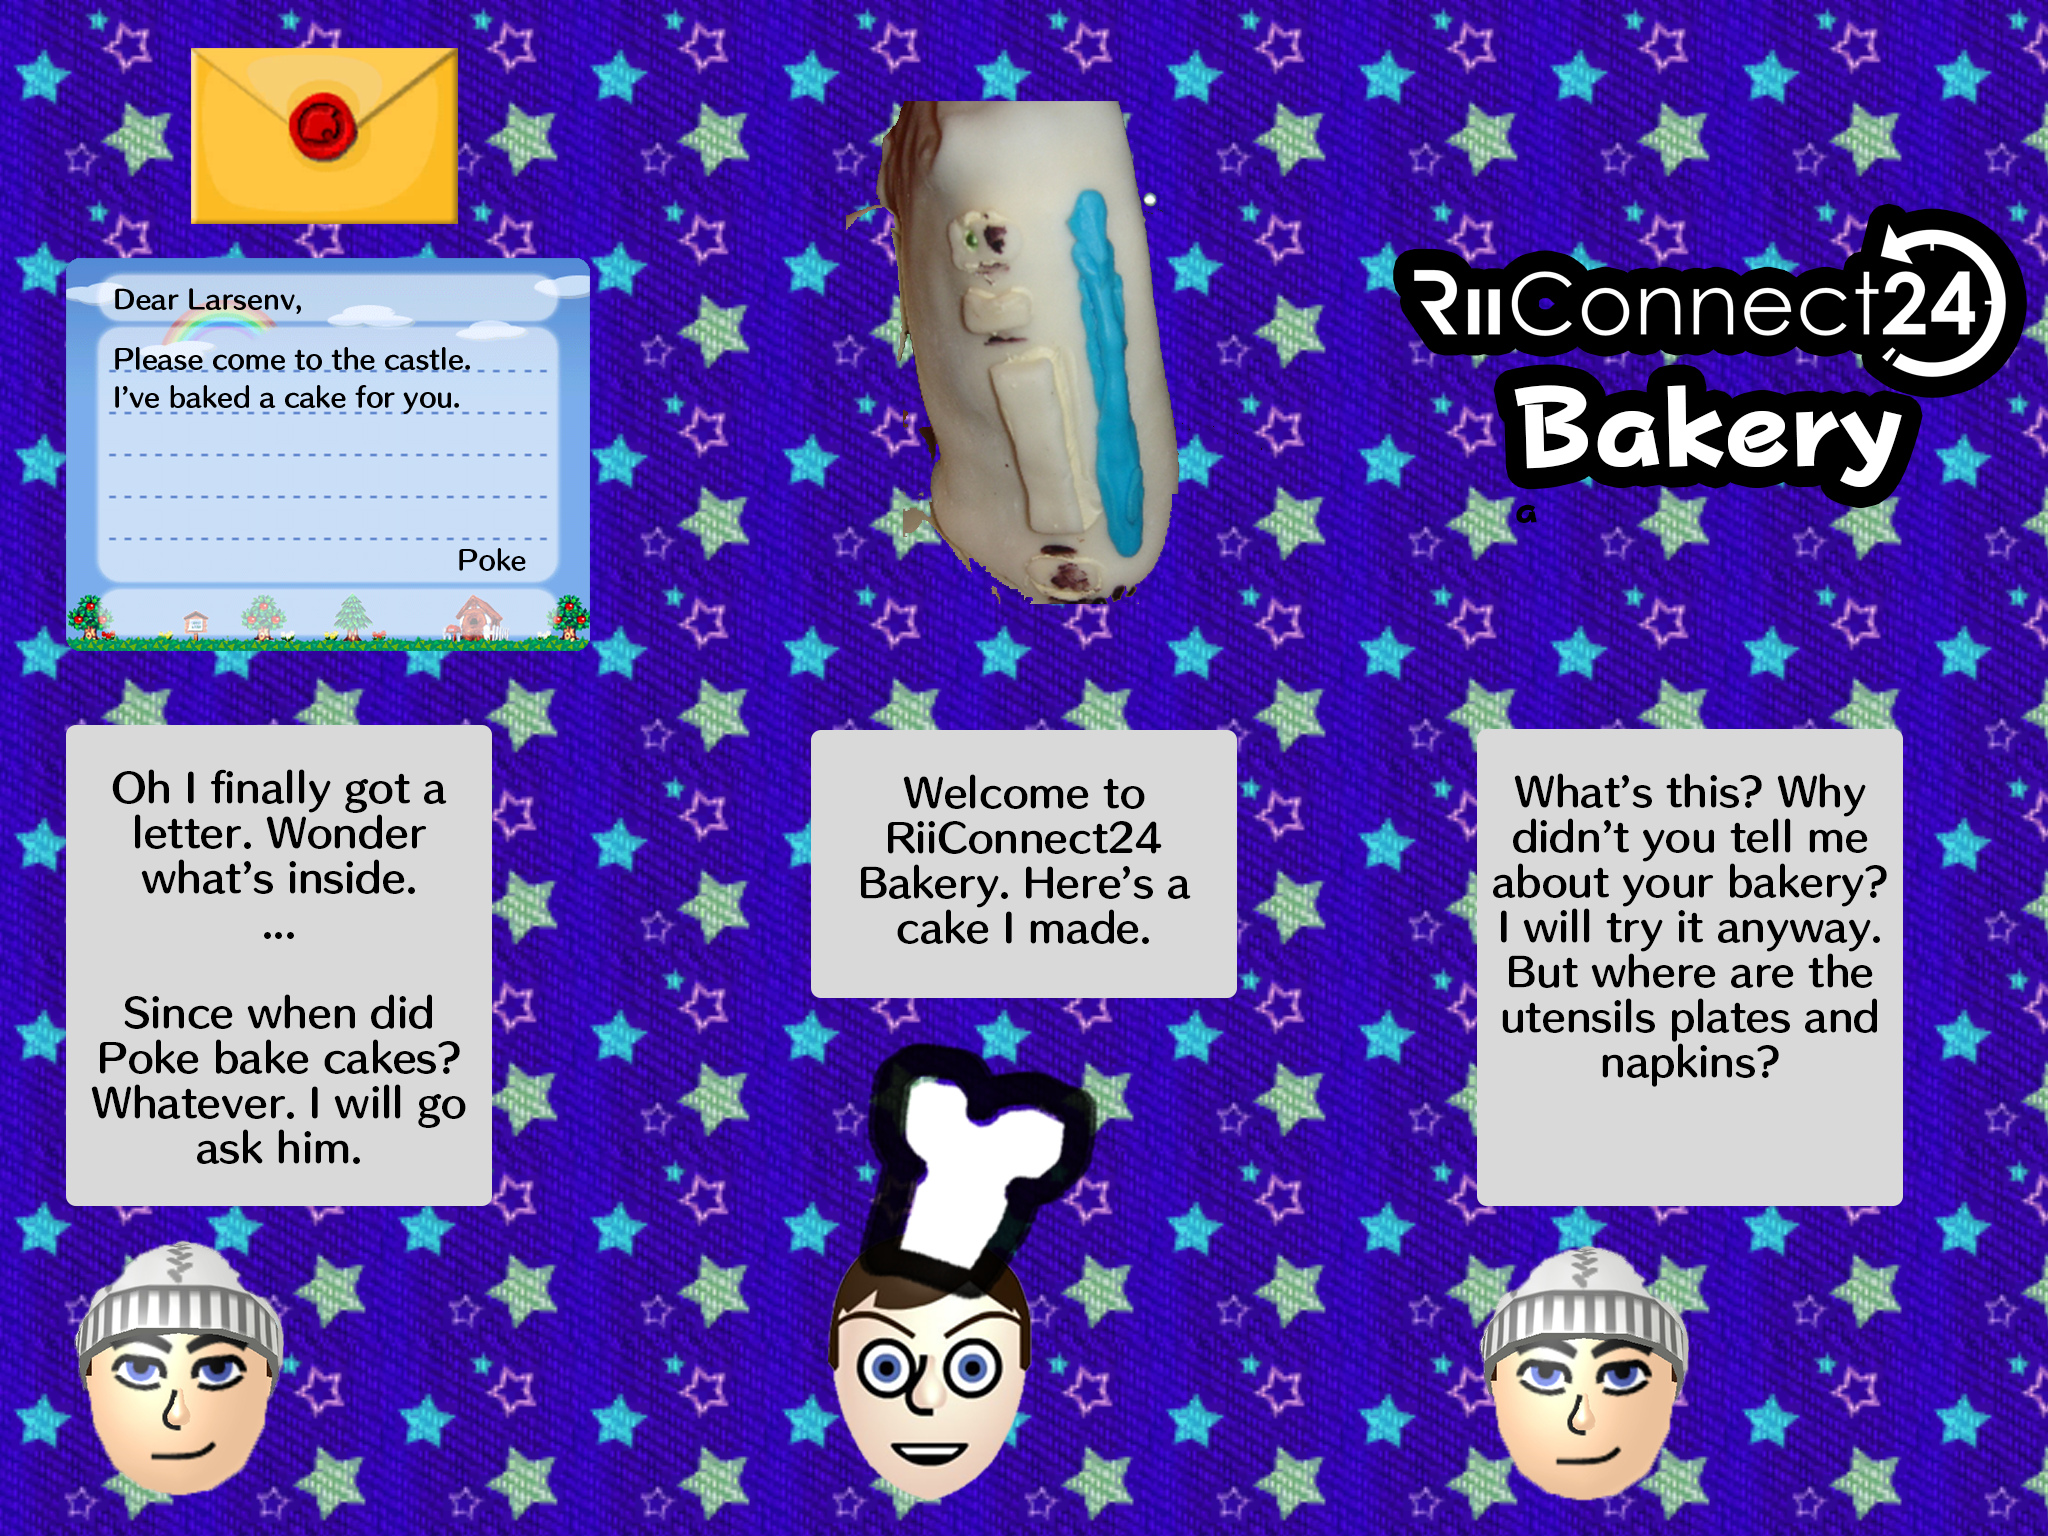 Dear Larsenv,
Please come to the castle.
I've baked a cake for you.
Poke
RiiConnect24
Bakery
a
Oh I finally got a
letter. Wonder
what's inside.
...
Since when did
Poke bake cakes?
Whatever. I will go
ask him.
Welcome to
RiiConnect24
Bakery. Here's a
cake I made.
What's this? Why
didn't you tell me
about your bakery?
I will try it anyway.
But where are the
utensils plates and
napkins?